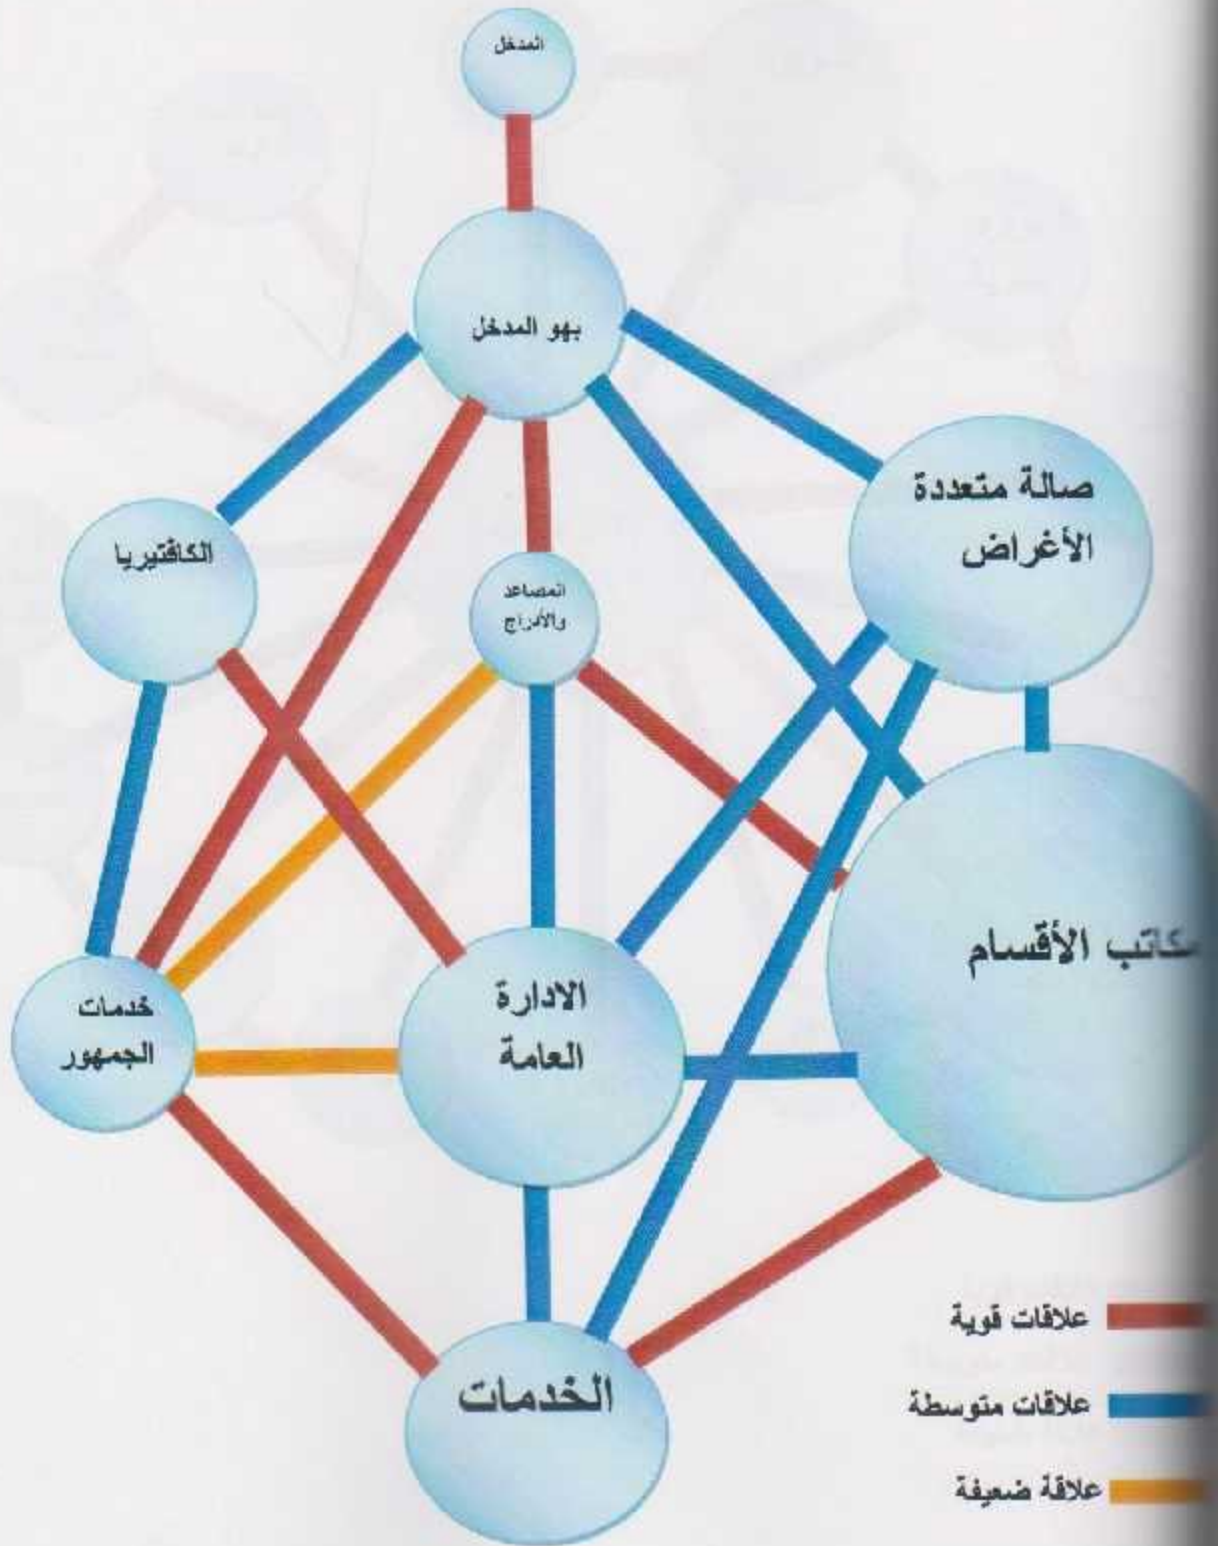 المدخل
بهو المدخل
صالة متعددة
الأغراض
الكافتيريا
المصاعد
والأدراج
مكاتب الأقسام
الادارة
العامة
خدمات
الجمهور
الخدمات
علاقات قوية
علاقات متوسطة
علاقة ضعيفة